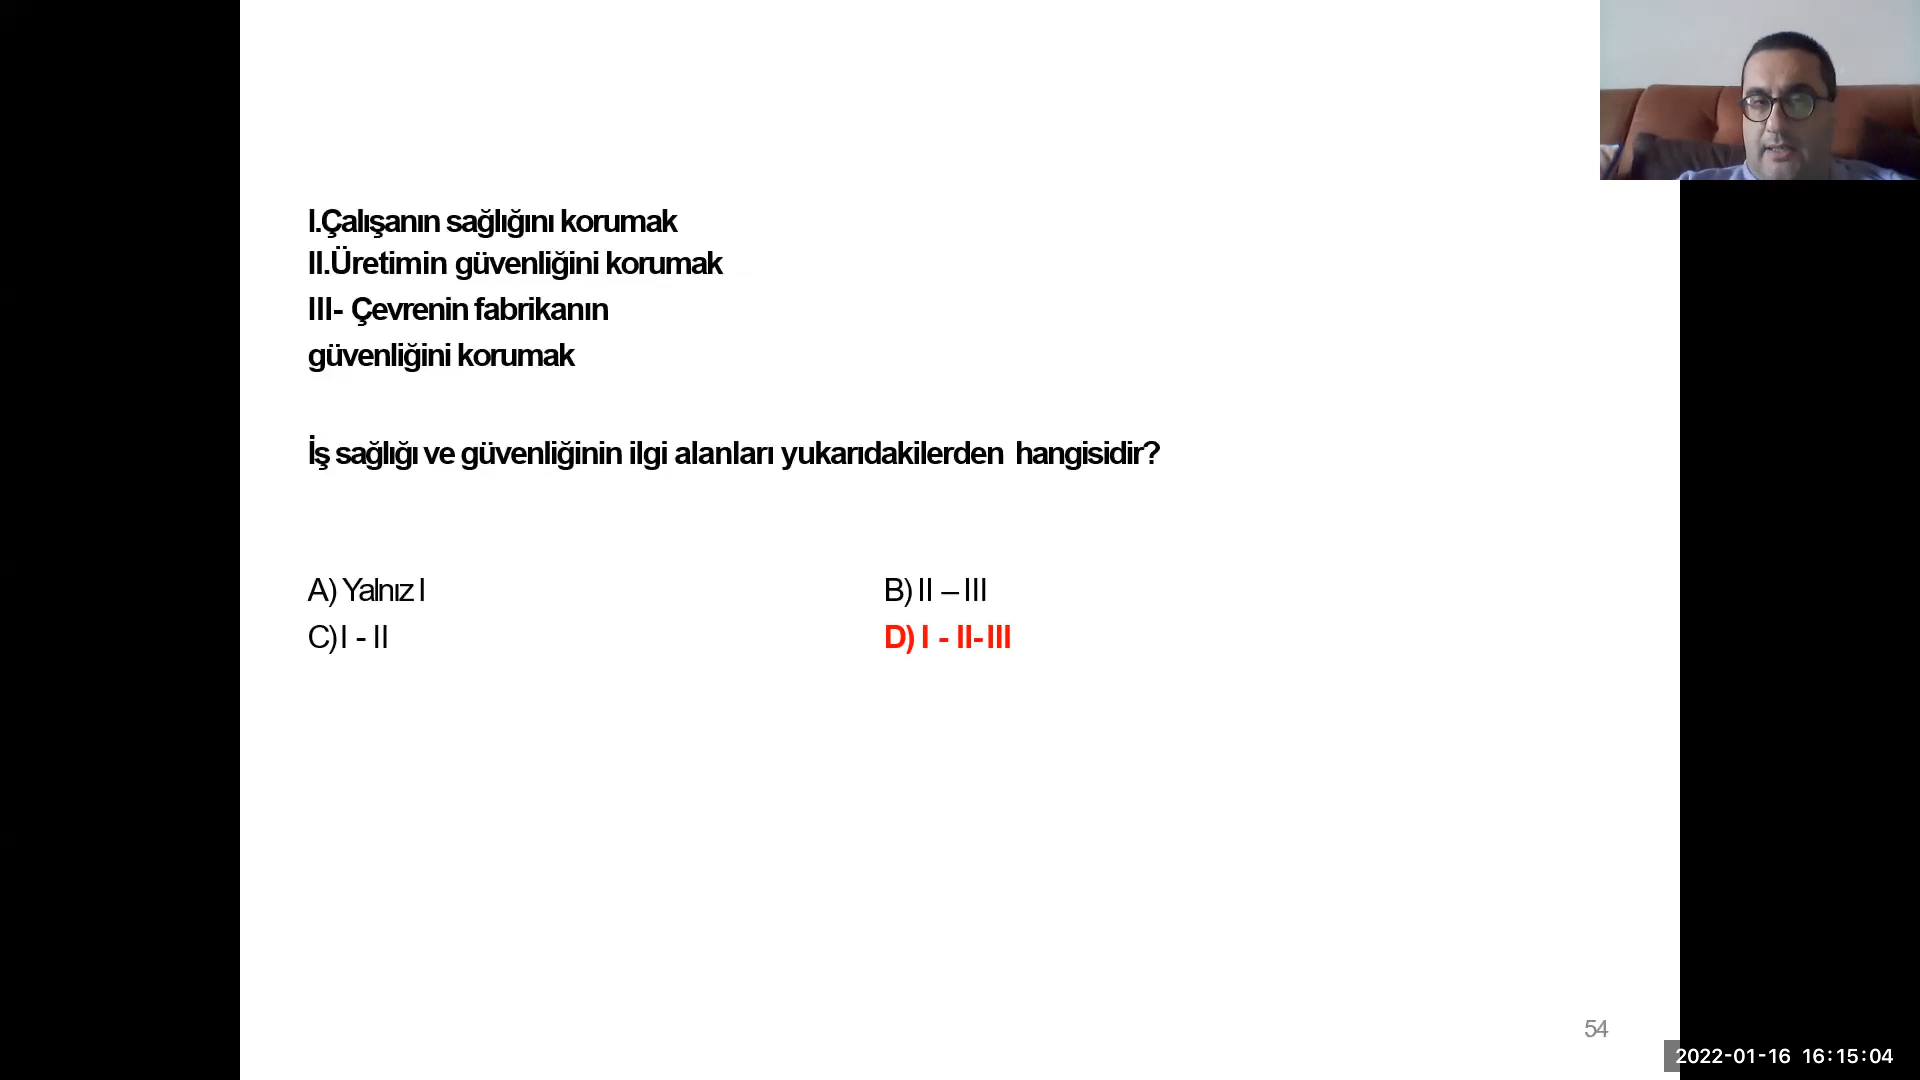 I.Çalışanın sağlığını korumak
II.Üretimin güvenliğini korumak
III- Çevrenin fabrikanın
güvenliğini korumak
İş sağlığı ve güvenliğinin ilgi alanları yukarıdakilerden hangisidir?
A) Yalnız I
B) II – III
C) I - II
D) I - II- III
54
2022-01-16 16:15:04